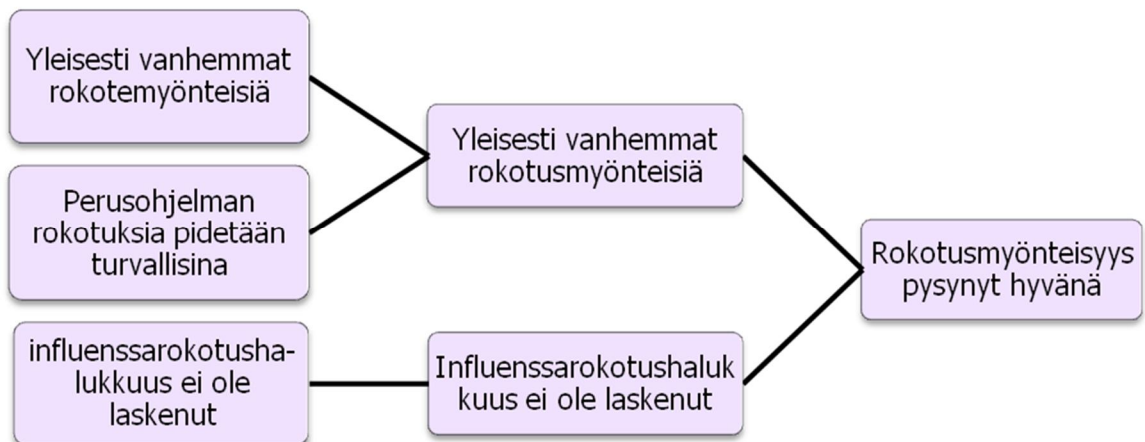 Yleisesti vanhemmat
rokotemyönteisiä
Perusohjelman
rokotuksia pidetään
turvallisina
influenssarokotusha-
lukkuus ei ole
laskenut
Yleisesti vanhemmat
rokotusmyönteisiä
Influenssarokotushaluk
kuus ei ole laskenut
Rokotusmyönteisyys
pysynyt hyvänä